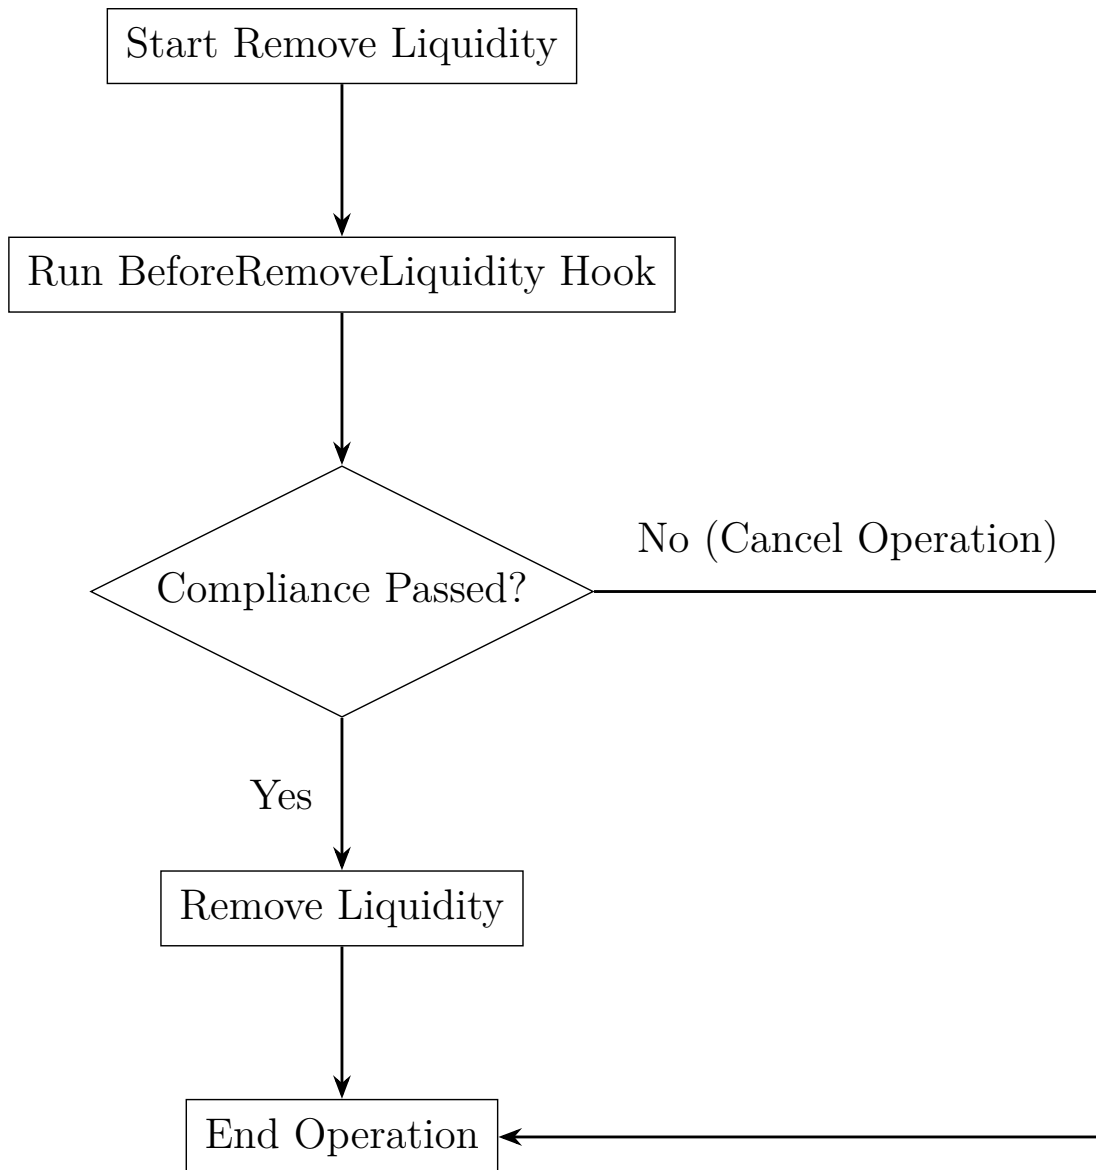 Start Remove Liquidity
Run BeforeRemoveLiquidity Hook
No (Cancel Operation)
Compliance Passed?
Yes
Remove Liquidity
End Operation